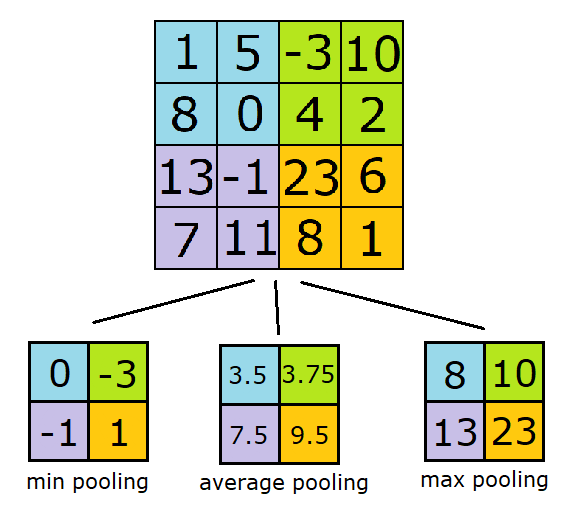 1 5 -3 10
8 0 4 2
13 -1 23 6
7 11 8 1
0 -3
-1 1
min pooling
3.5 3.75
7.5 9.5
average pooling
8 10
13 23
max pooling